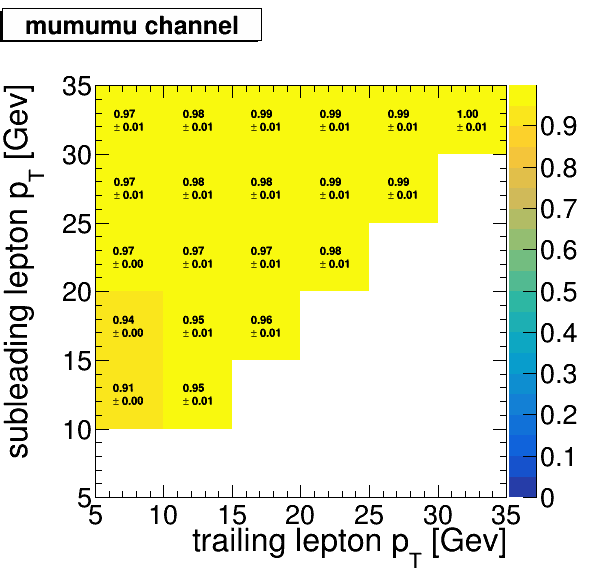 mumumu channel
subleading lepton p_T [Gev]
35
30
25
20
15
10
5
0.97 0.98 0.99 0.99 0.99 1.00
± 0.01 ± 0.01 ± 0.01 ± 0.01 ± 0.01 ± 0.01
0.97 0.98 0.98 0.99 0.99
± 0.01 ± 0.01 ± 0.01 ± 0.01 ± 0.01
0.97 0.97 0.97 0.98
± 0.00 ± 0.01 ± 0.01 ± 0.01
0.94 0.95 0.96
± 0.00 ± 0.01 ± 0.01
0.91 0.95
± 0.00 ± 0.01
0.9
0.8
0.7
0.6
0.5
0.4
0.3
0.2
0.1
0
5 10 15 20 25 30 35
trailing lepton p_T [Gev]